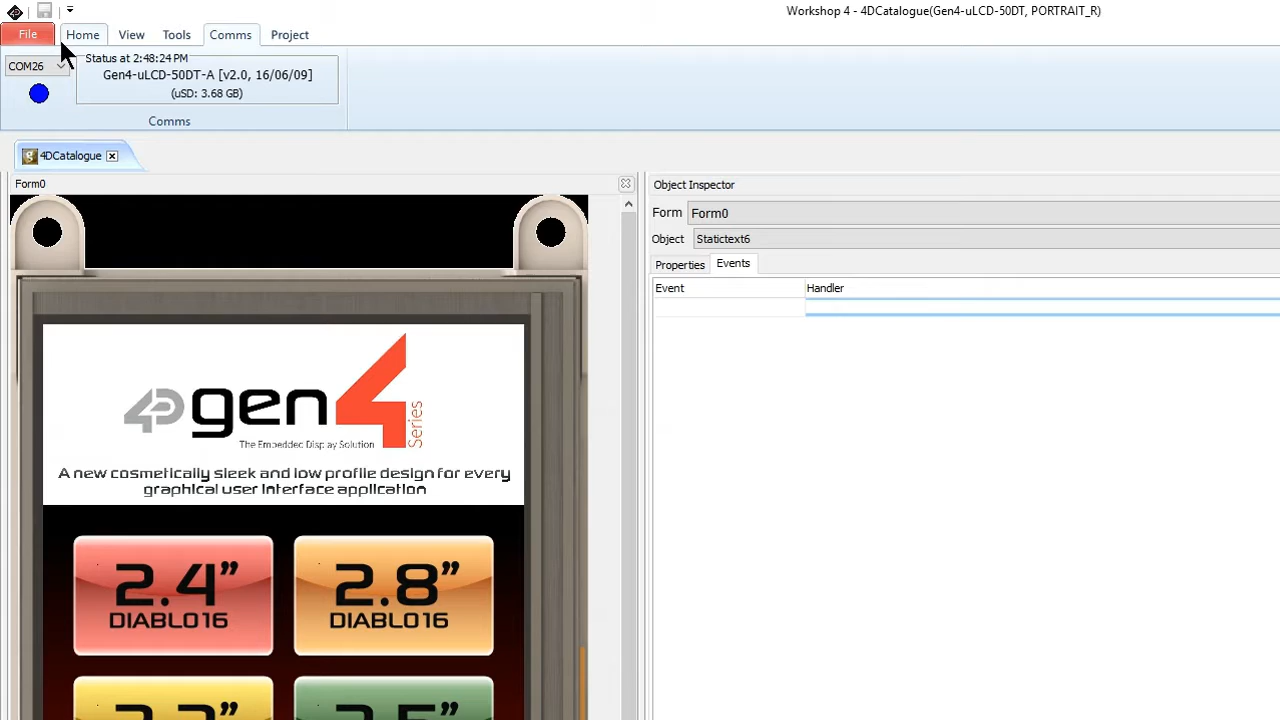 Workshop 4 - 4DCatalogue(Gen4-uLCD-50DT, PORTRAIT_R)
File Home View Tools Comms Project
COM26
Status at 2:48:24 PM
Gen4-uLCD-50DT-A [v2.0, 16/06/09]
(uSD: 3.68 GB)
Comms
4DCatalogue
Form0
Object Inspector
Form Form0
Object Statictext6
Properties Events
Event Handler
4D gen4 Series
The Embedded Display Solution
A new cosmetically sleek and low profile design for every
graphical user interface application
2.4” 2.8”
DIABLO16 DIABLO16